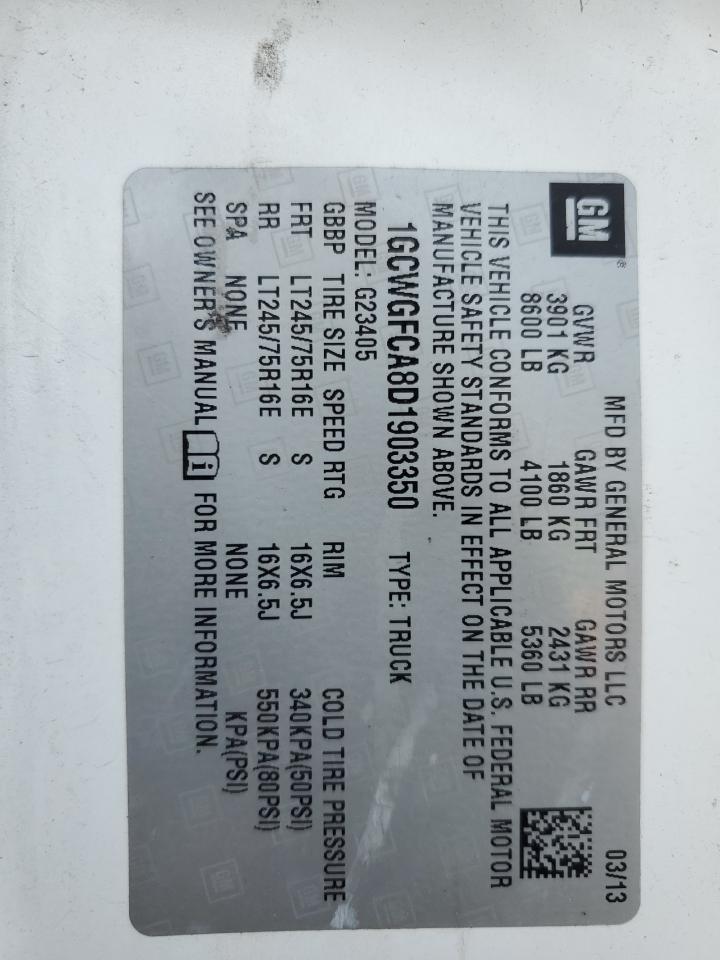 GM®
MFD BY GENERAL MOTORS LLC 03/13
GVWR GAWR FRT GAWR RR
3901 KG 1860 KG 2431 KG
8600 LB 4100 LB 5360 LB
THIS VEHICLE CONFORMS TO ALL APPLICABLE U.S. FEDERAL MOTOR
VEHICLE SAFETY STANDARDS IN EFFECT ON THE DATE OF
MANUFACTURE SHOWN ABOVE.
1GCWGFCA8D1903350 TYPE: TRUCK
MODEL: G23405
GBBP TIRE SIZE SPEED RTG RIM COLD TIRE PRESSURE
FRT LT245/75R16E S 16X6.5J 340KPA(50PSI)
RR LT245/75R16E S 16X6.5J 550KPA(80PSI)
SPA NONE NONE KPA(PSI)
SEE OWNER'S MANUAL i FOR MORE INFORMATION.